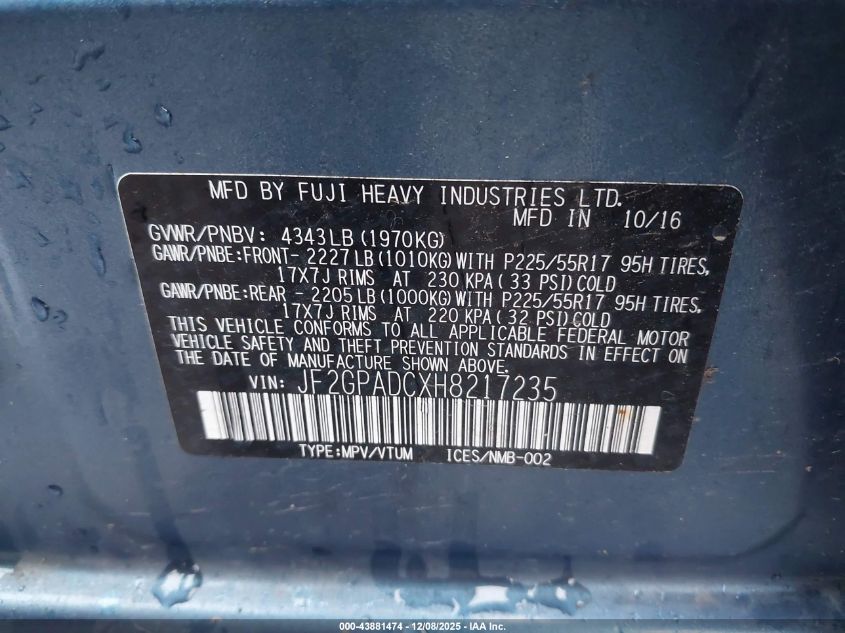 MFD BY FUJI HEAVY INDUSTRIES LTD.
MFD IN 10/16
GVWR/PNBV: 4343LB(1970KG)
GAWR/PNBE:FRONT- 2227LB(1010KG)WITH P225/55R17 95H TIRES,
17X7J RIMS AT 230 KPA(33 PSI)COLD
GAWR/PNBE:REAR - 2205LB(1000KG)WITH P225/55R17 95H TIRES,
17X7J RIMS AT 220 KPA(32 PSI)COLD
THIS VEHICLE CONFORMS TO ALL APPLICABLE FEDERAL MOTOR
VEHICLE SAFETY AND THEFT PREVENTION STANDARDS IN EFFECT ON
THE DATE OF MANUFACTURE SHOWN ABOVE.
VIN: JF2GPADCXH8217235
TYPE:MPV/VTUM ICES/NMB-002
000-43881474 - 12/08/2025 - IAA Inc.